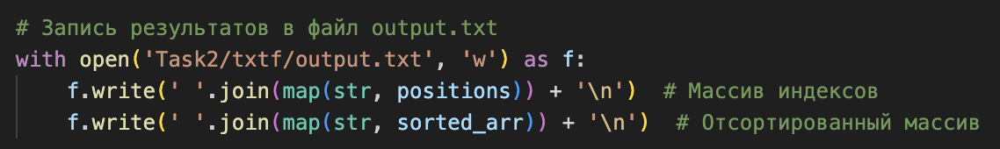 # Запись результатов в файл output.txt
with open('Task2/txtf/output.txt', 'w') as f:
    f.write(' '.join(map(str, positions)) + '\n')  # Массив индексов
    f.write(' '.join(map(str, sorted_arr)) + '\n')  # Отсортированный массив